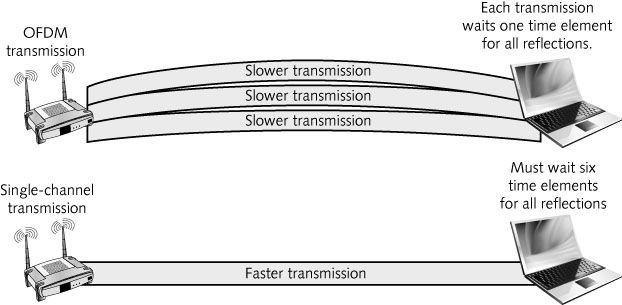 OFDM
transmission
Each transmission
waits one time element
for all reflections.
Slower transmission
Slower transmission
Slower transmission
Single-channel
transmission
Must wait six
time elements
for all reflections
Faster transmission